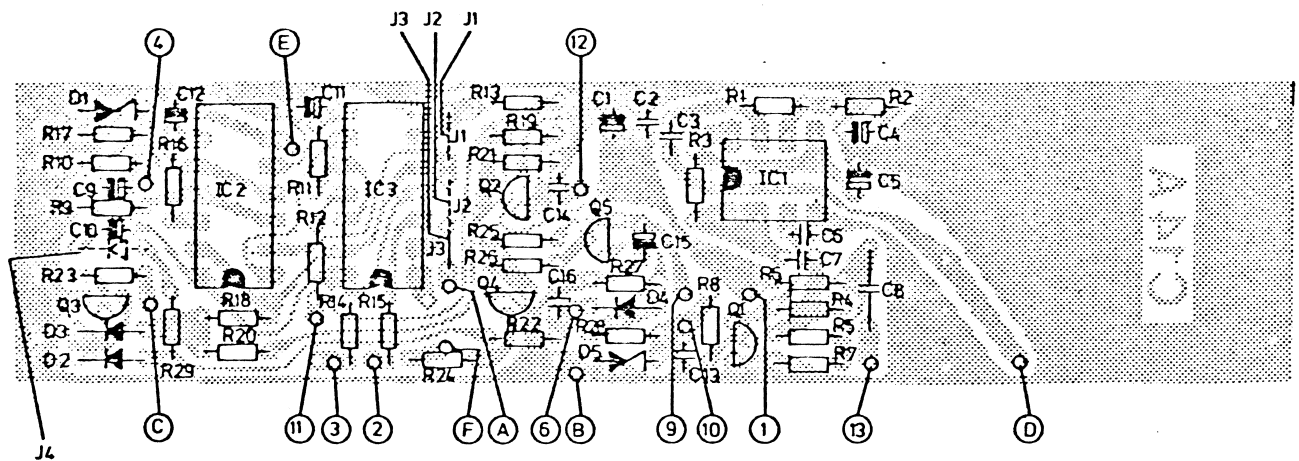 J3 J2 J1
4 E 12
D1 C12 C11 R13 C1 C2 R1 R2
R17 R19 C3 C4
R16 R3
R10 R21
J1
C9 IC2 R11 IC3 Q2 IC1 C5
R9 J2 C14 Q5
C10 R12
R25 C15 C6
J3
R25 C7
R23 R27 R6
Q3 R18 R14 R15 Q4 C16 D4 R8 Q1 R4 C8
D3 R20 R22 R28 R5
D2 R29 R24 D5 C13 R7
C 11 3 2 F A 6 B 9 10 1 13 D
J4